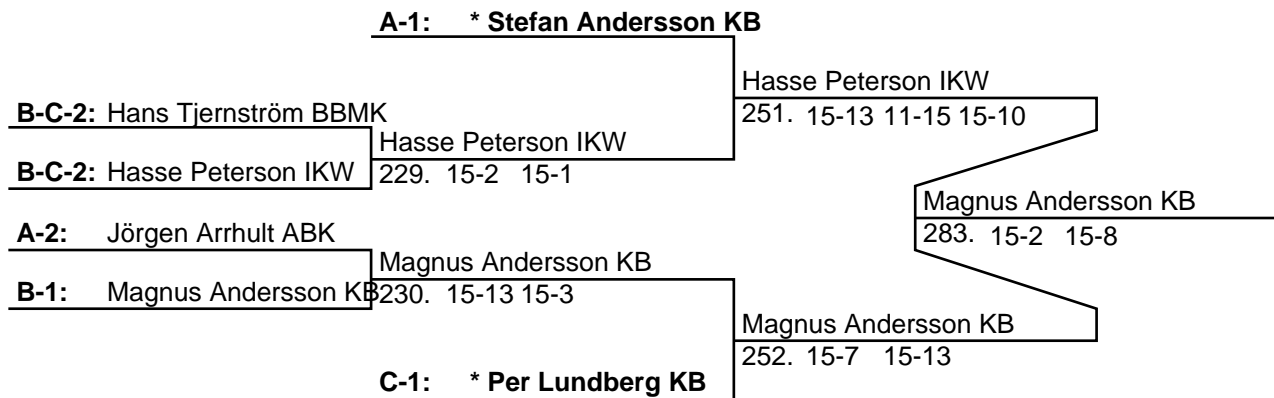 A-1: * Stefan Andersson KB
Hasse Peterson IKW
B-C-2: Hans Tjernström BBMK
251. 15-13 11-15 15-10
Hasse Peterson IKW
B-C-2: Hasse Peterson IKW
229. 15-2 15-1
Magnus Andersson KB
A-2: Jörgen Arrhult ABK
283. 15-2 15-8
Magnus Andersson KB
B-1: Magnus Andersson KB
230. 15-13 15-3
Magnus Andersson KB
252. 15-7 15-13
C-1: * Per Lundberg KB